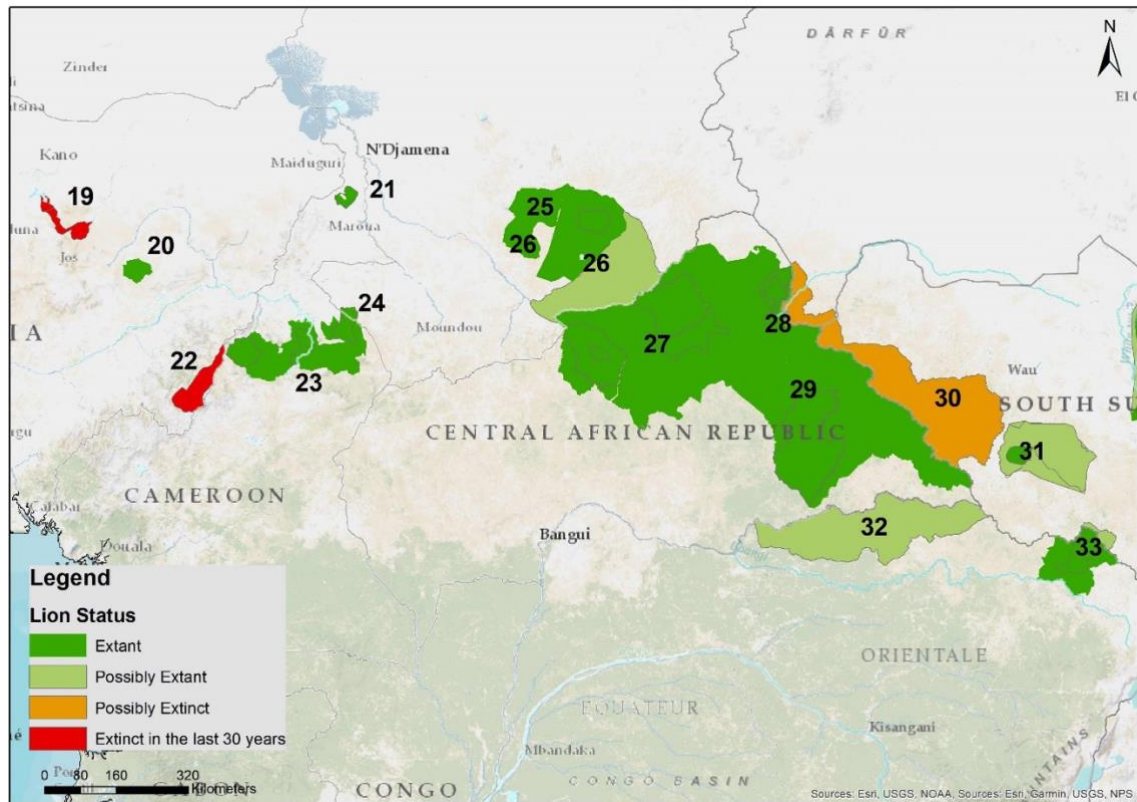 DĀRFŪR
N
Zinder
El
Kano
N'Djamena
Maiduguri
19
21
25
20
Maroua
26
Jos
26
24
28
Moundou
27
22
Wau
23
29
30
SOUTH SU
31
CENTRAL AFRICAN REPUBLIC
CAMEROON
Calabar
Bangui
32
Douala
33
Legend
Lion Status
Extant
Possibly Extant
Possibly Extinct
Extinct in the last 30 years
ORIENTALE
EQUATEUR
Kisangani
Mbandaka
0 80 160 320
Kilometers
CONGO
CONGO BASIN
Sources: Esri, USGS, NOAA, Sources: Esri, Garmin, USGS, NPS